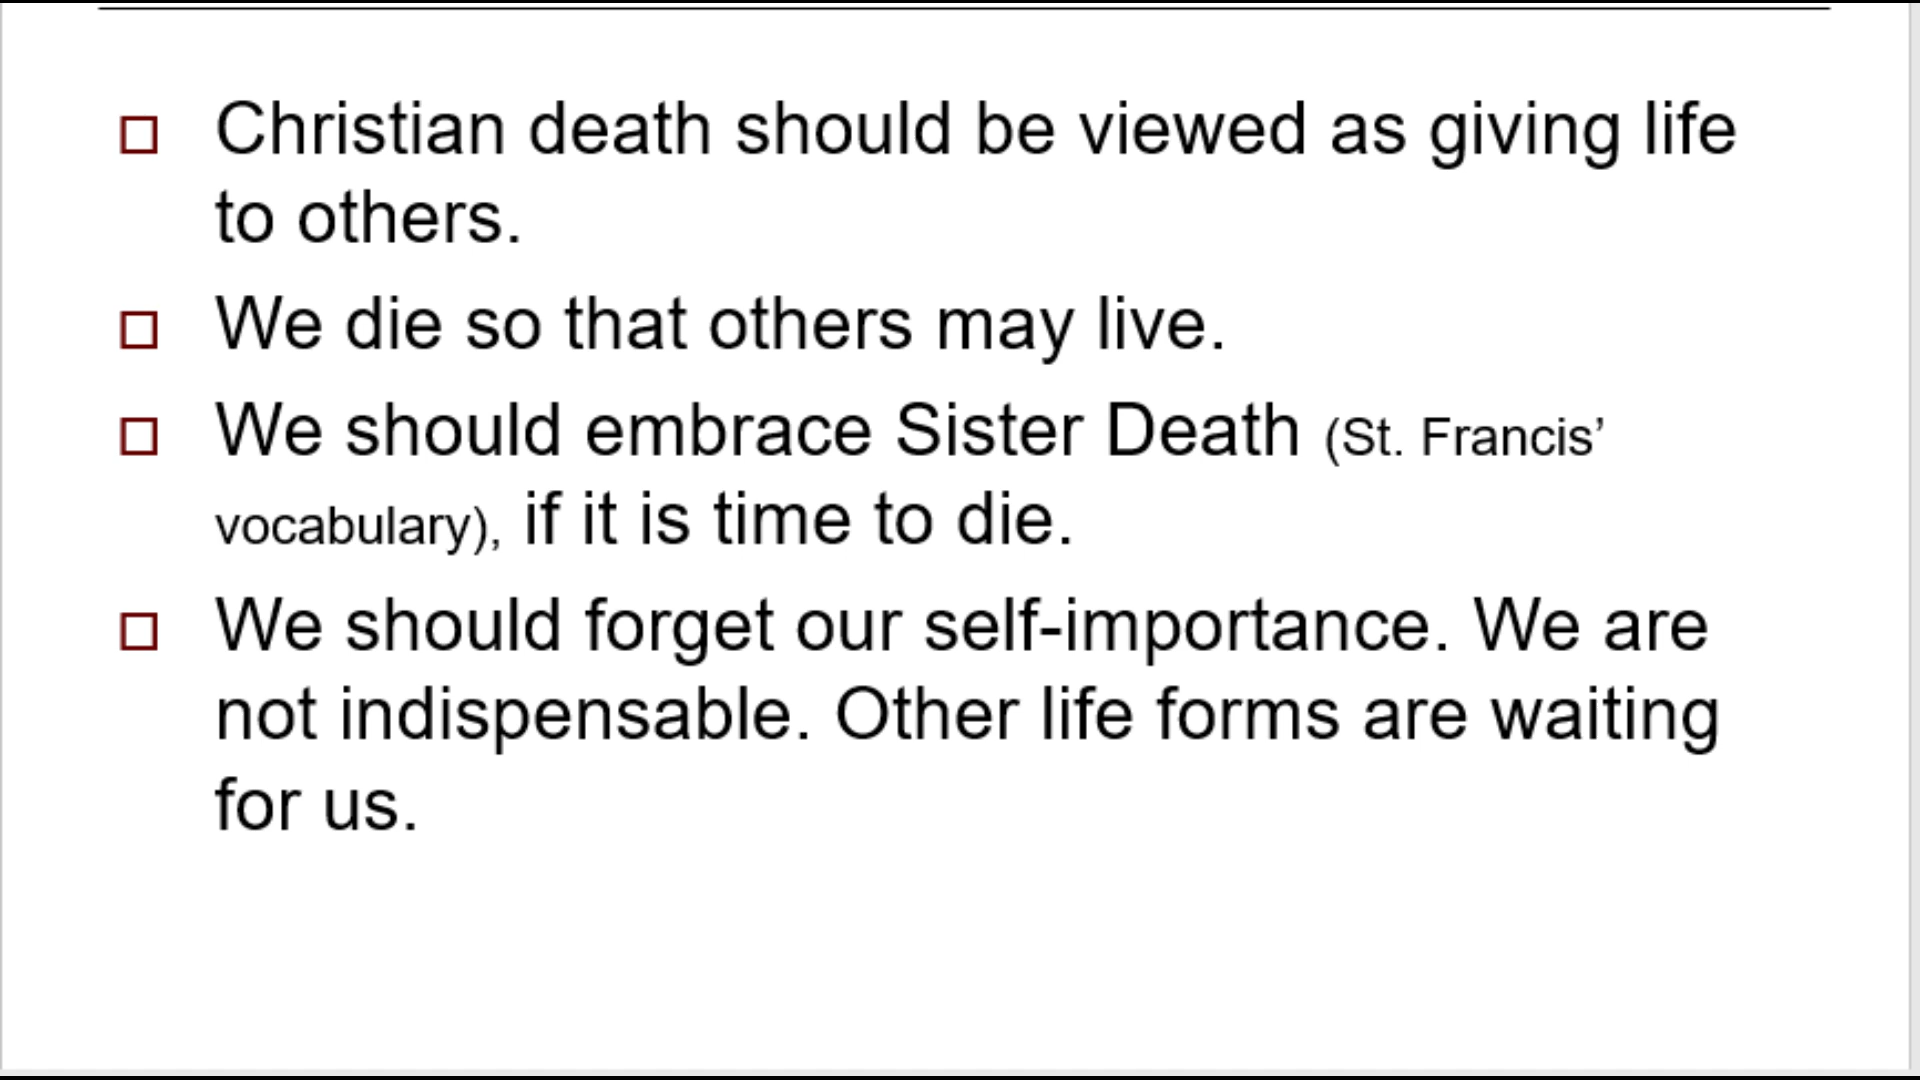 Christian death should be viewed as giving life
to others.
We die so that others may live.
We should embrace Sister Death (St. Francis’
vocabulary), if it is time to die.
We should forget our self-importance. We are
not indispensable. Other life forms are waiting
for us.